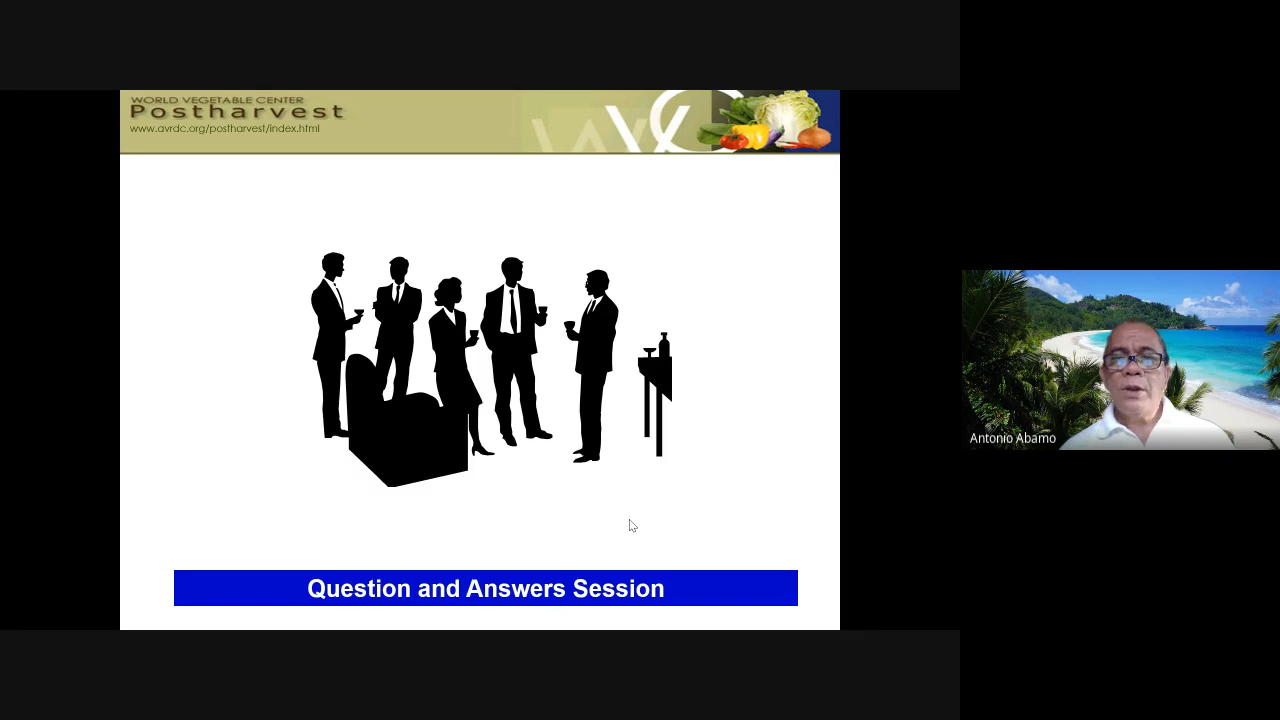 WORLD VEGETABLE CENTER
Postharvest
www.avrdc.org/postharvest/index.html
Question and Answers Session
Antonio Abamo